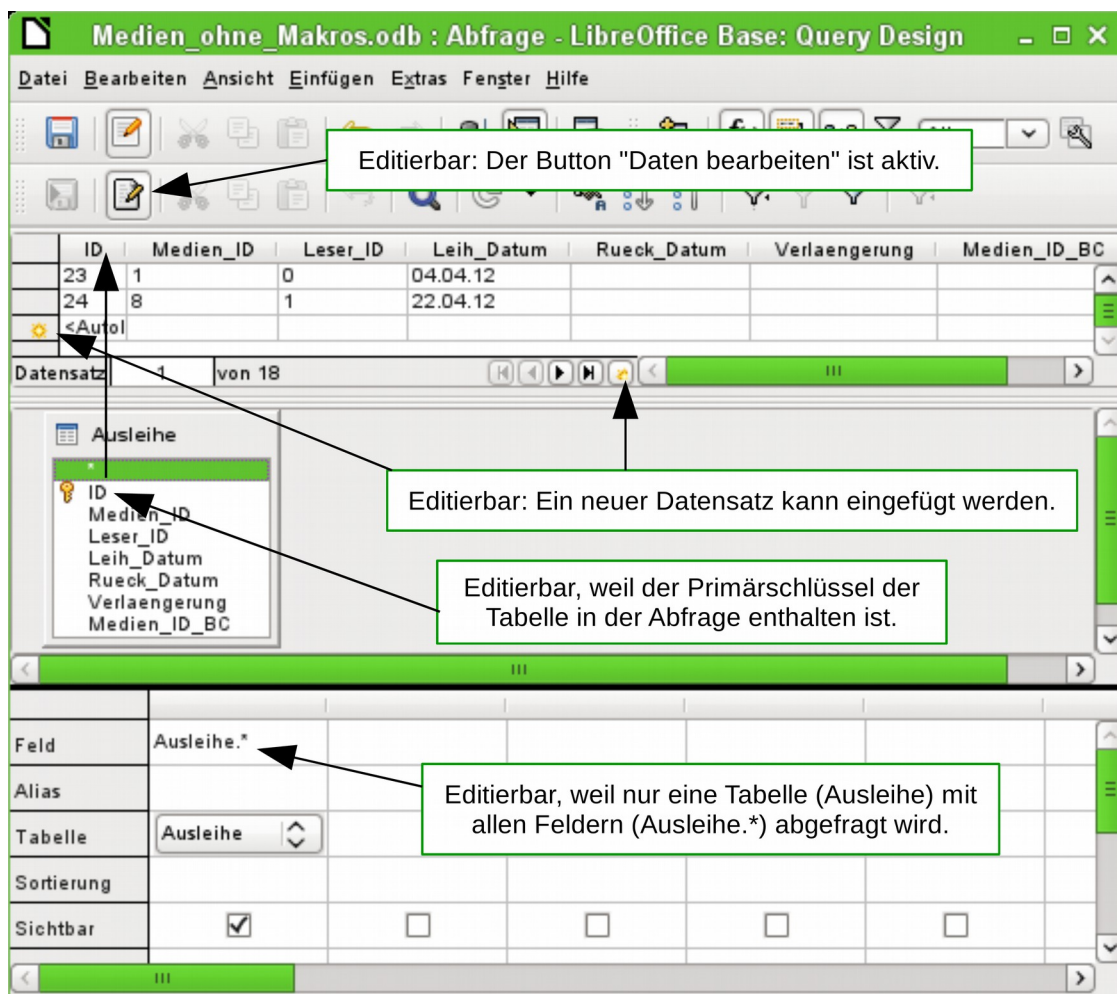 Medien_ohne_Makros.odb : Abfrage - LibreOffice Base: Query Design
Datei Bearbeiten Ansicht Einfügen Extras Fenster Hilfe
Editierbar: Der Button "Daten bearbeiten" ist aktiv.
ID Medien_ID Leser_ID Leih_Datum Rueck_Datum Verlaengerung Medien_ID_BC
23 1 0 04.04.12
24 8 1 22.04.12
<AutoI
Datensatz 1 von 18
Ausleihe
*
ID
Medien_ID
Leser_ID
Leih_Datum
Rueck_Datum
Verlaengerung
Medien_ID_BC
Editierbar: Ein neuer Datensatz kann eingefügt werden.
Editierbar, weil der Primärschlüssel der
Tabelle in der Abfrage enthalten ist.
Feld Ausleihe.*
Alias
Tabelle Ausleihe
Sortierung
Sichtbar
Editierbar, weil nur eine Tabelle (Ausleihe) mit
allen Feldern (Ausleihe.*) abgefragt wird.